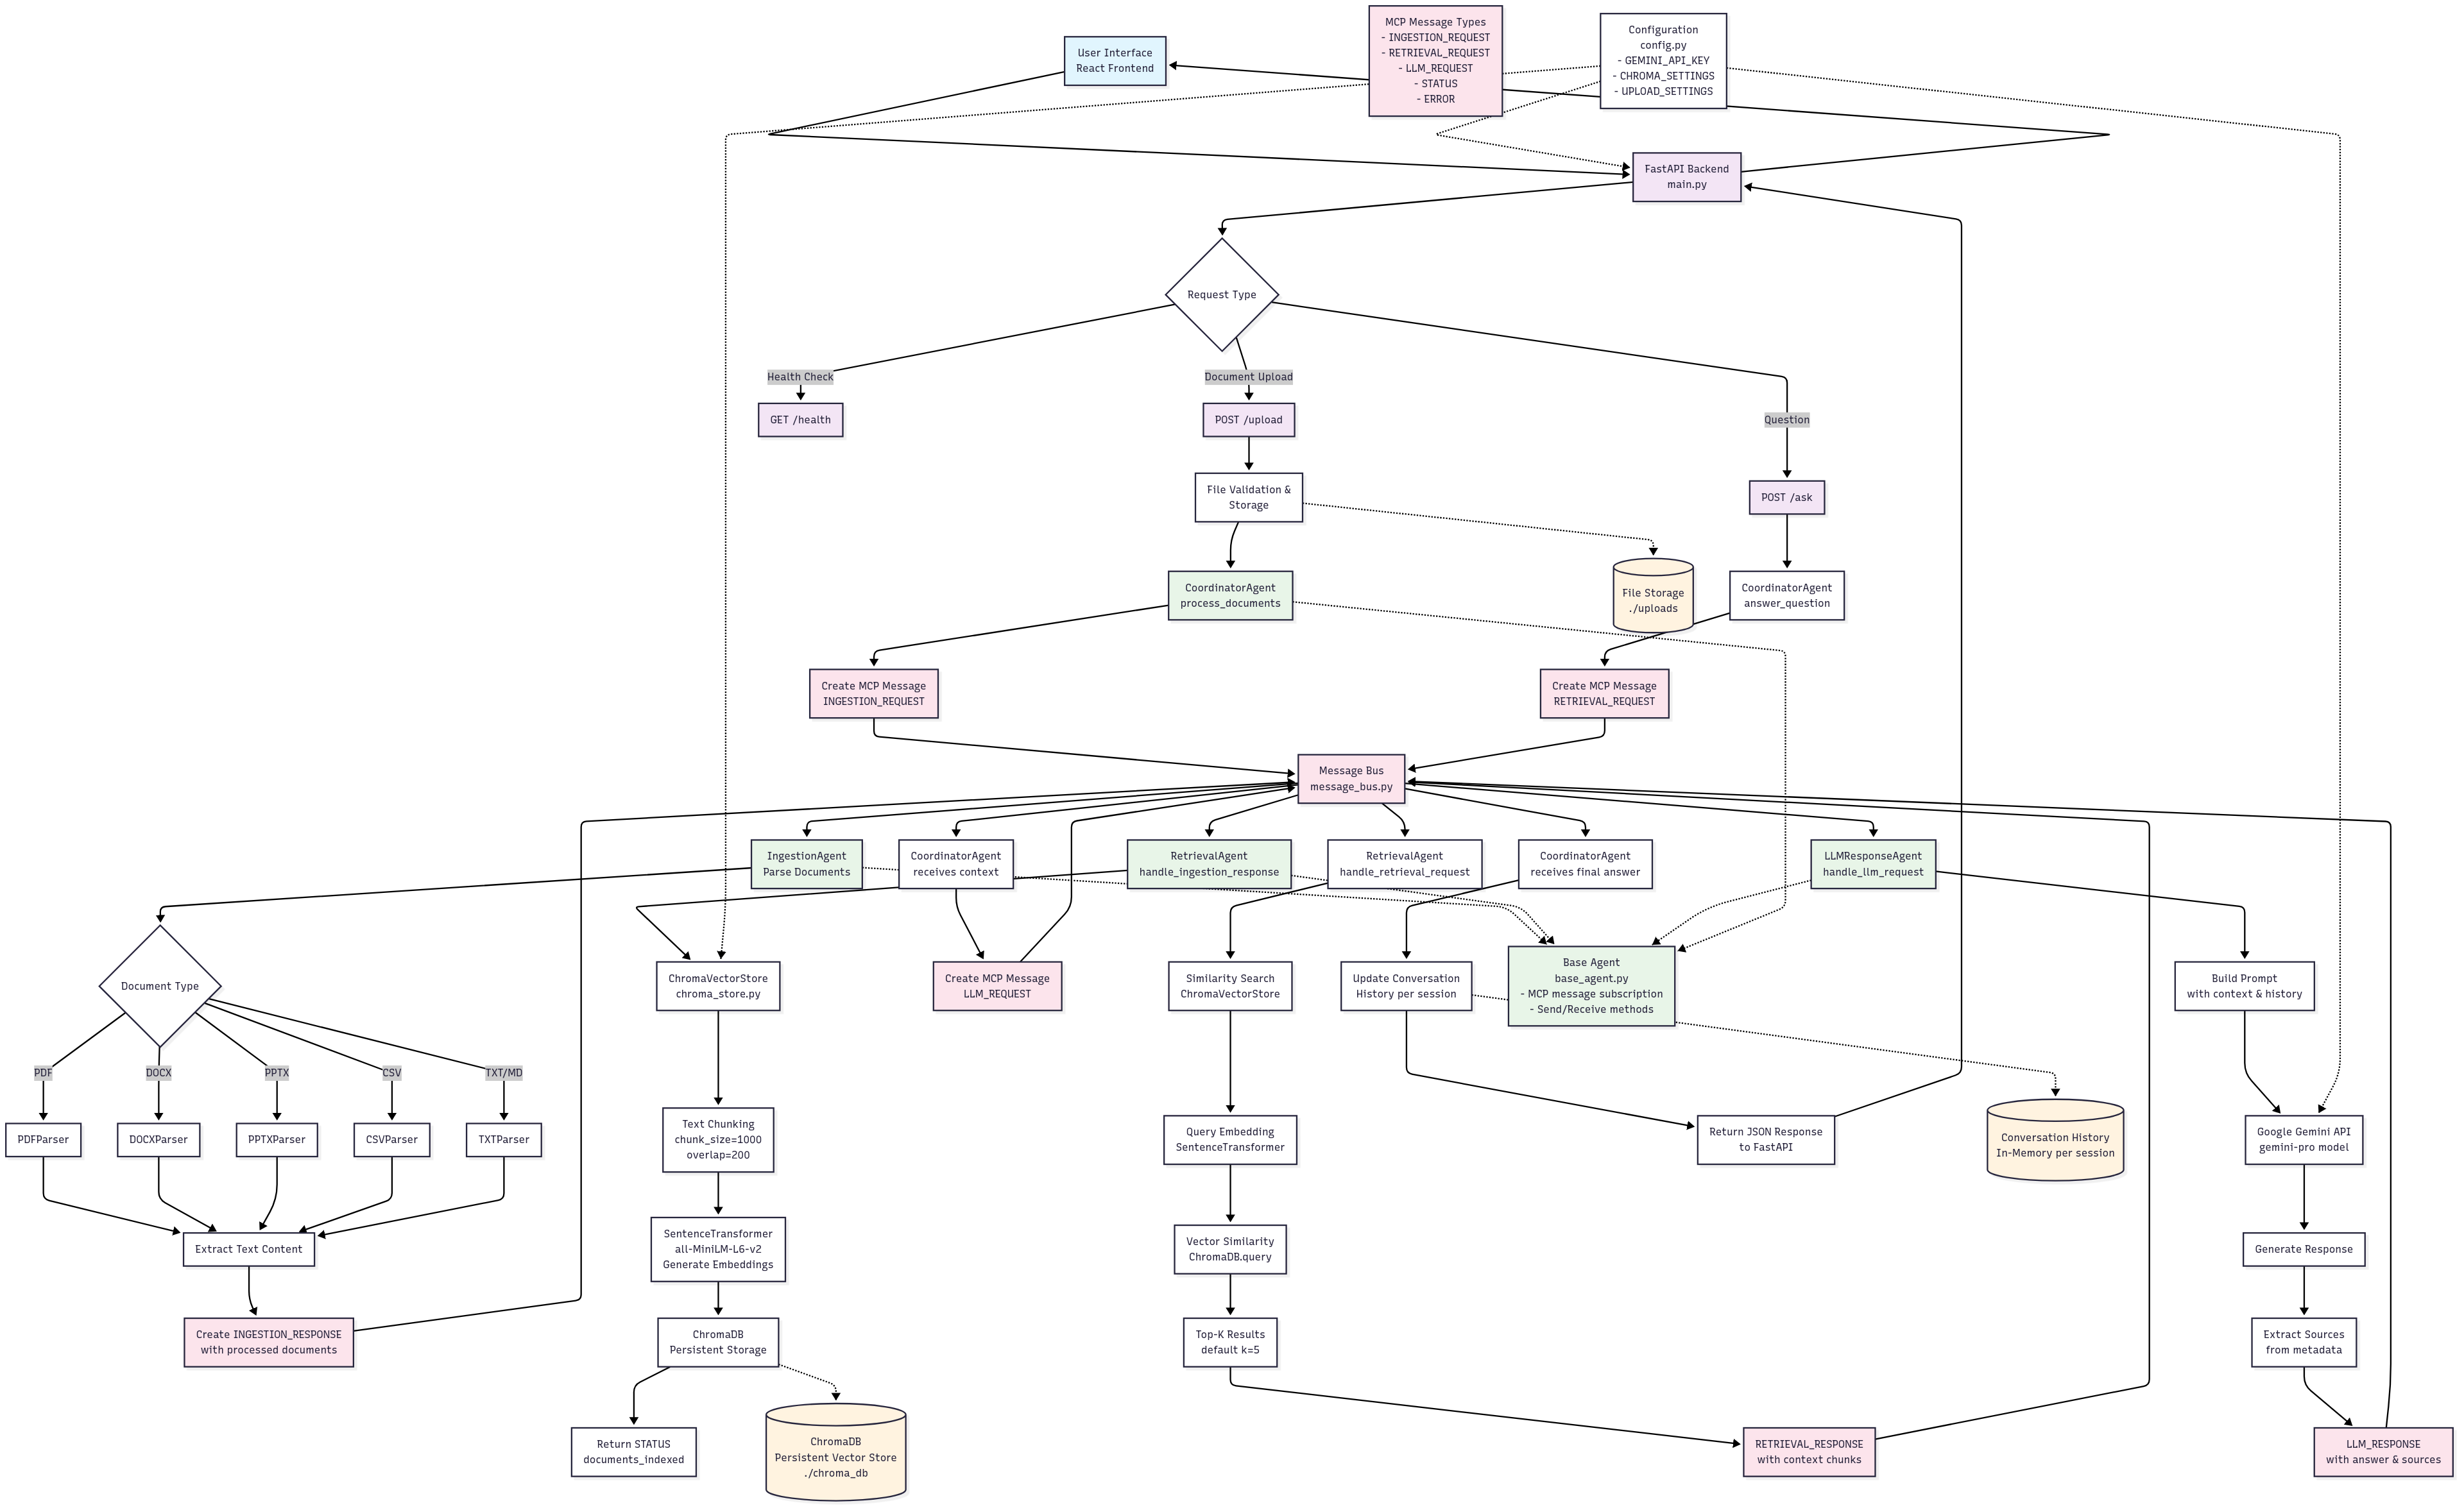 User Interface
React Frontend
MCP Message Types
- INGESTION_REQUEST
- RETRIEVAL_REQUEST
- LLM_REQUEST
- STATUS
- ERROR
Configuration
config.py
- GEMINI_API_KEY
- CHROMA_SETTINGS
- UPLOAD_SETTINGS
FastAPI Backend
main.py
Request Type
Health Check
Document Upload
Question
GET /health
POST /upload
POST /ask
File Validation &
Storage
CoordinatorAgent
process_documents
File Storage
./uploads
CoordinatorAgent
answer_question
Create MCP Message
INGESTION_REQUEST
Create MCP Message
RETRIEVAL_REQUEST
Message Bus
message_bus.py
IngestionAgent
Parse Documents
CoordinatorAgent
receives context
RetrievalAgent
handle_ingestion_response
RetrievalAgent
handle_retrieval_request
CoordinatorAgent
receives final answer
LLMResponseAgent
handle_llm_request
Document Type
ChromaVectorStore
chroma_store.py
Create MCP Message
LLM_REQUEST
Similarity Search
ChromaVectorStore
Update Conversation
History per session
Base Agent
base_agent.py
- MCP message subscription
- Send/Receive methods
Build Prompt
with context & history
PDF
DOCX
PPTX
CSV
TXT/MD
PDFParser
DOCXParser
PPTXParser
CSVParser
TXTParser
Text Chunking
chunk_size=1000
overlap=200
Query Embedding
SentenceTransformer
Return JSON Response
to FastAPI
Conversation History
In-Memory per session
Google Gemini API
gemini-pro model
Extract Text Content
SentenceTransformer
all-MiniLM-L6-v2
Generate Embeddings
Vector Similarity
ChromaDB.query
Generate Response
Create INGESTION_RESPONSE
with processed documents
ChromaDB
Persistent Storage
Top-K Results
default k=5
Extract Sources
from metadata
Return STATUS
documents_indexed
ChromaDB
Persistent Vector Store
./chroma_db
RETRIEVAL_RESPONSE
with context chunks
LLM_RESPONSE
with answer & sources